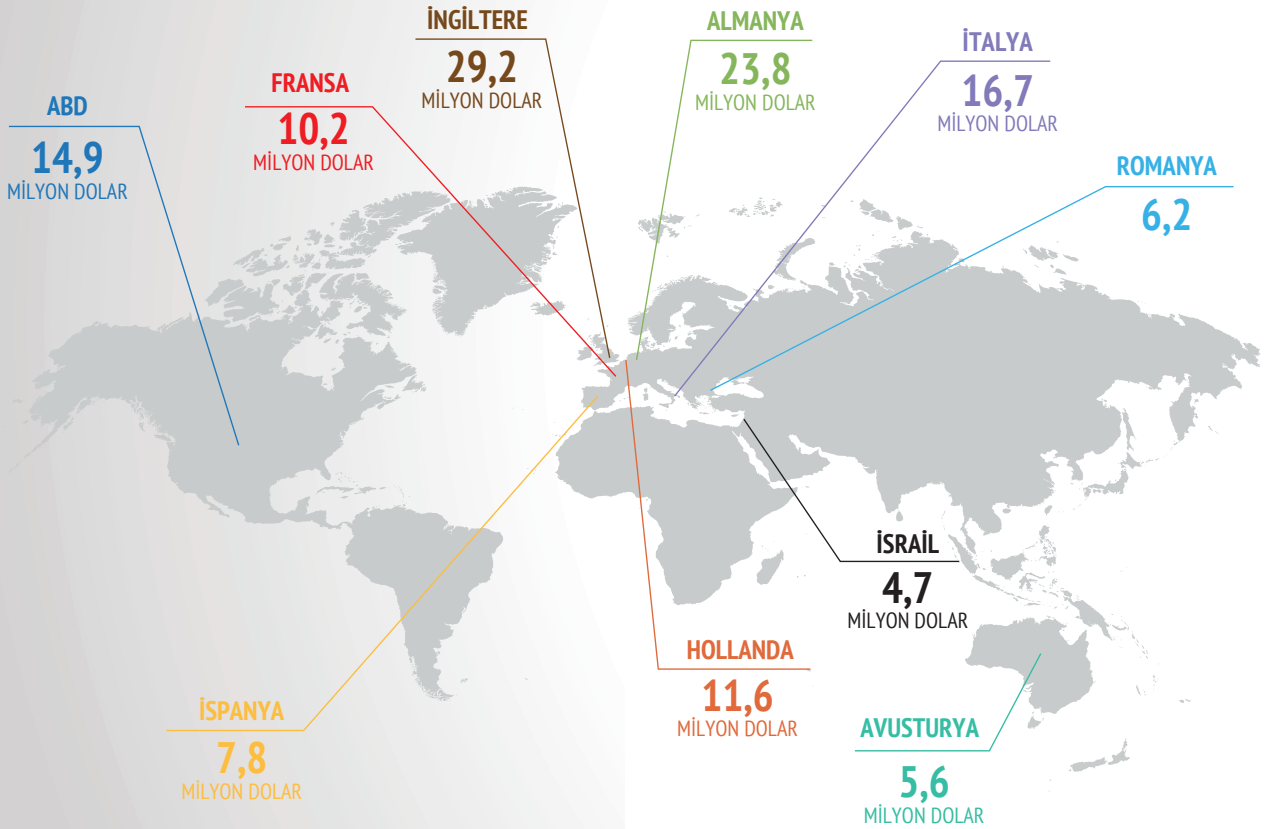 İNGİLTERE
29,2
MİLYON DOLAR
ALMANYA
23,8
MİLYON DOLAR
İTALYA
16,7
MİLYON DOLAR
FRANSA
10,2
MİLYON DOLAR
ABD
14,9
MİLYON DOLAR
ROMANYA
6,2
İSRAİL
4,7
MİLYON DOLAR
HOLLANDA
11,6
MİLYON DOLAR
İSPANYA
7,8
MİLYON DOLAR
AVUSTURYA
5,6
MİLYON DOLAR